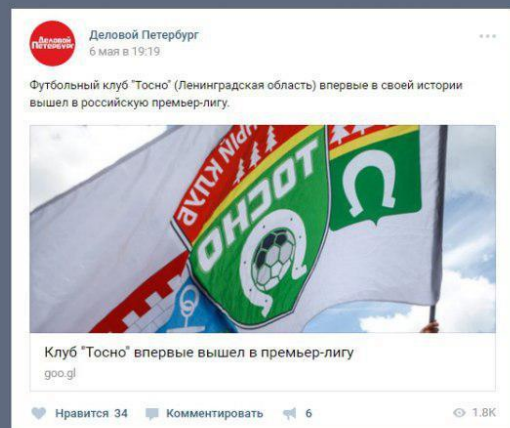 Деловой
Петербург
Деловой Петербург
6 мая в 19:19
Футбольный клуб "Тосно" (Ленинградская область) впервые в своей истории
вышел в российскую премьер-лигу.
КЛУБ
ТОСНО
Клуб "Тосно" впервые вышел в премьер-лигу
goo.gl
Нравится 34 Комментировать 6 1.8K